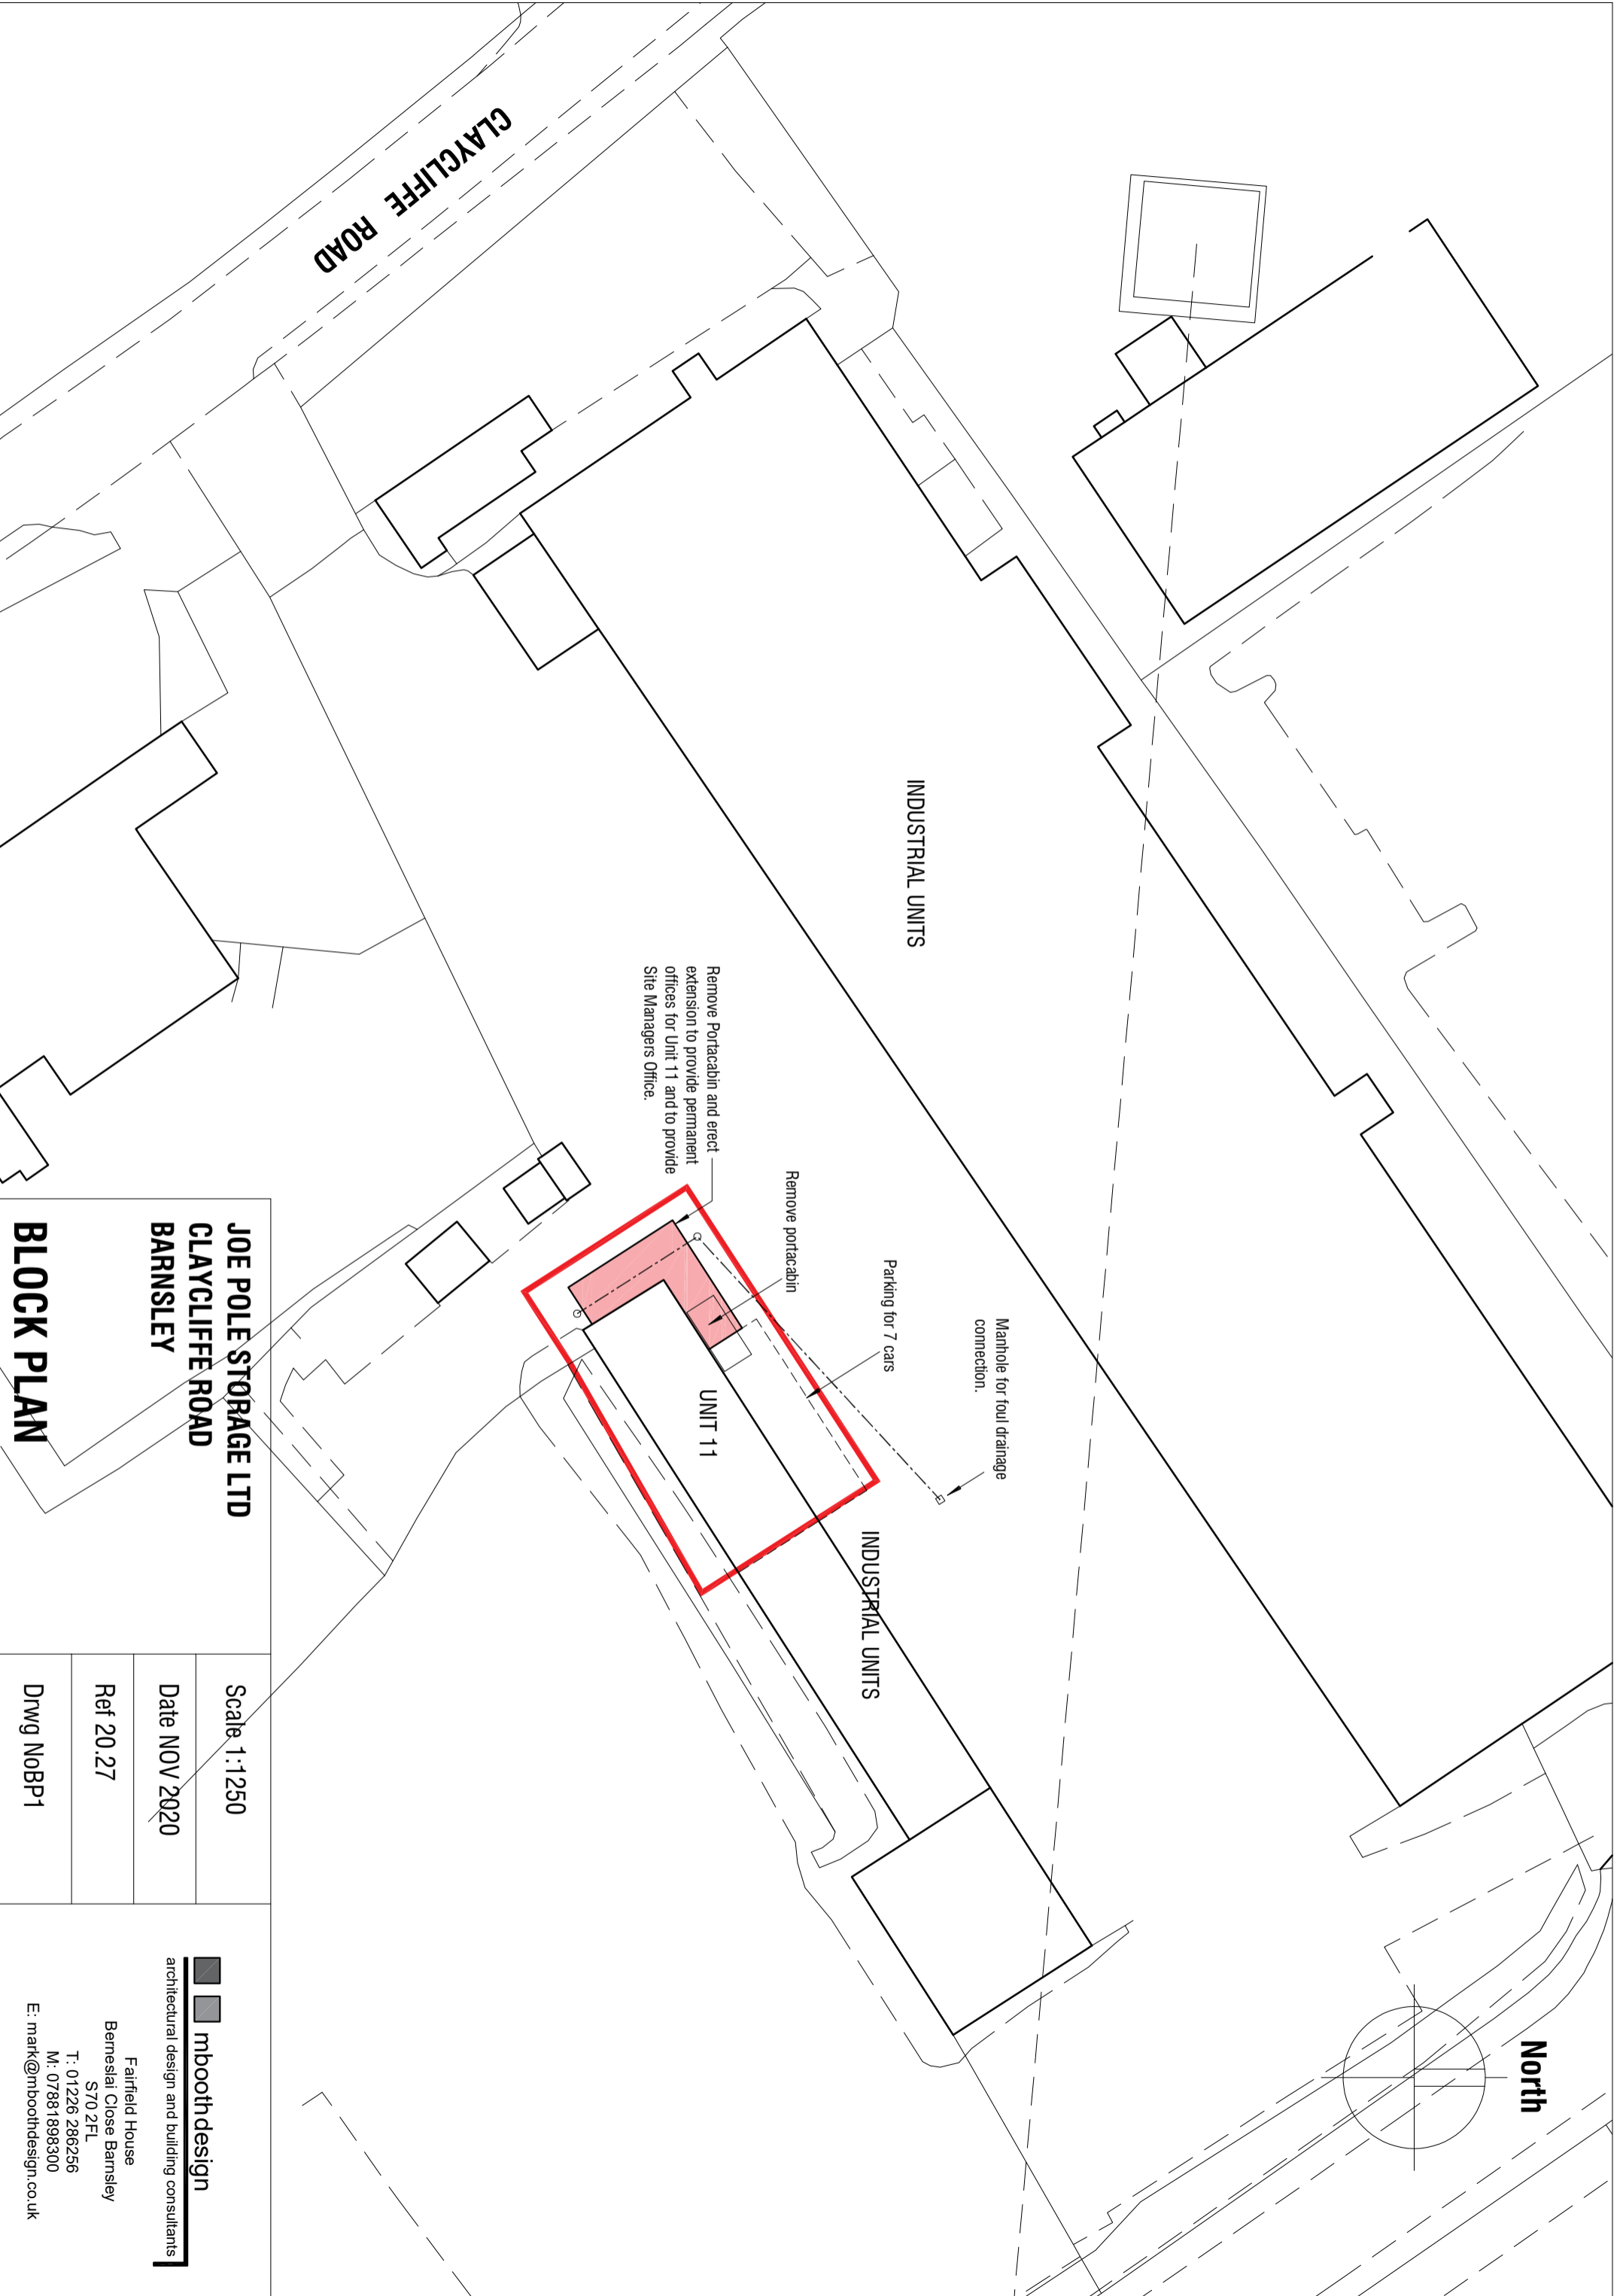 North
CLAYCLIFFE ROAD
INDUSTRIAL UNITS
Manhole for foul drainage
connection.
Parking for 7 cars
Remove portacabin
Remove Portacabin and erect
extension to provide permanent
offices for Unit 11 and to provide
Site Managers Office.
INDUSTRIAL UNITS
UNIT 11
JOE POLE STORAGE LTD
CLAYCLIFFE ROAD
BARNSLEY
BLOCK PLAN
Scale 1:1250
Date NOV 2020
Ref 20.27
Drwg NoBP1
mboothdesign
architectural design and building consultants
Fairfield House
Berneslai Close Barnsley
S70 2FL
T: 01226 286256
M: 07881898300
E: mark@mboothdesign.co.uk